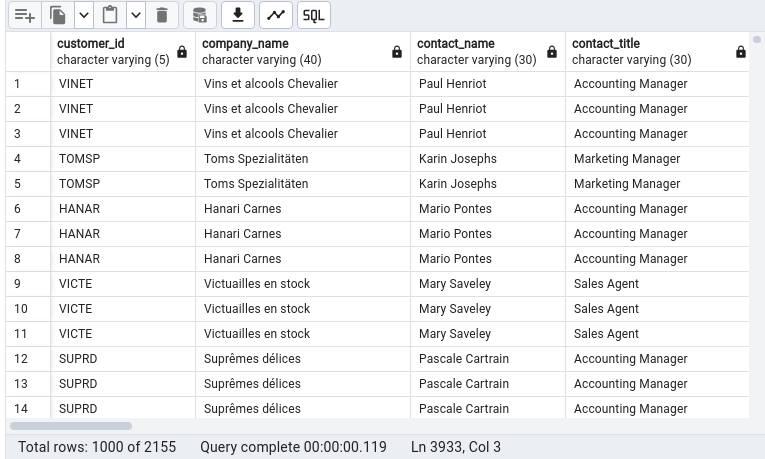 SQL
customer_id company_name contact_name contact_title
character varying (5) character varying (40) character varying (30) character varying (30)
1 VINET Vins et alcools Chevalier Paul Henriot Accounting Manager
2 VINET Vins et alcools Chevalier Paul Henriot Accounting Manager
3 VINET Vins et alcools Chevalier Paul Henriot Accounting Manager
4 TOMSP Toms Spezialitäten Karin Josephs Marketing Manager
5 TOMSP Toms Spezialitäten Karin Josephs Marketing Manager
6 HANAR Hanari Carnes Mario Pontes Accounting Manager
7 HANAR Hanari Carnes Mario Pontes Accounting Manager
8 HANAR Hanari Carnes Mario Pontes Accounting Manager
9 VICTE Victuailles en stock Mary Saveley Sales Agent
10 VICTE Victuailles en stock Mary Saveley Sales Agent
11 VICTE Victuailles en stock Mary Saveley Sales Agent
12 SUPRD Suprêmes délices Pascale Cartrain Accounting Manager
13 SUPRD Suprêmes délices Pascale Cartrain Accounting Manager
14 SUPRD Suprêmes délices Pascale Cartrain Accounting Manager
Total rows: 1000 of 2155 Query complete 00:00:00.119 Ln 3933, Col 3